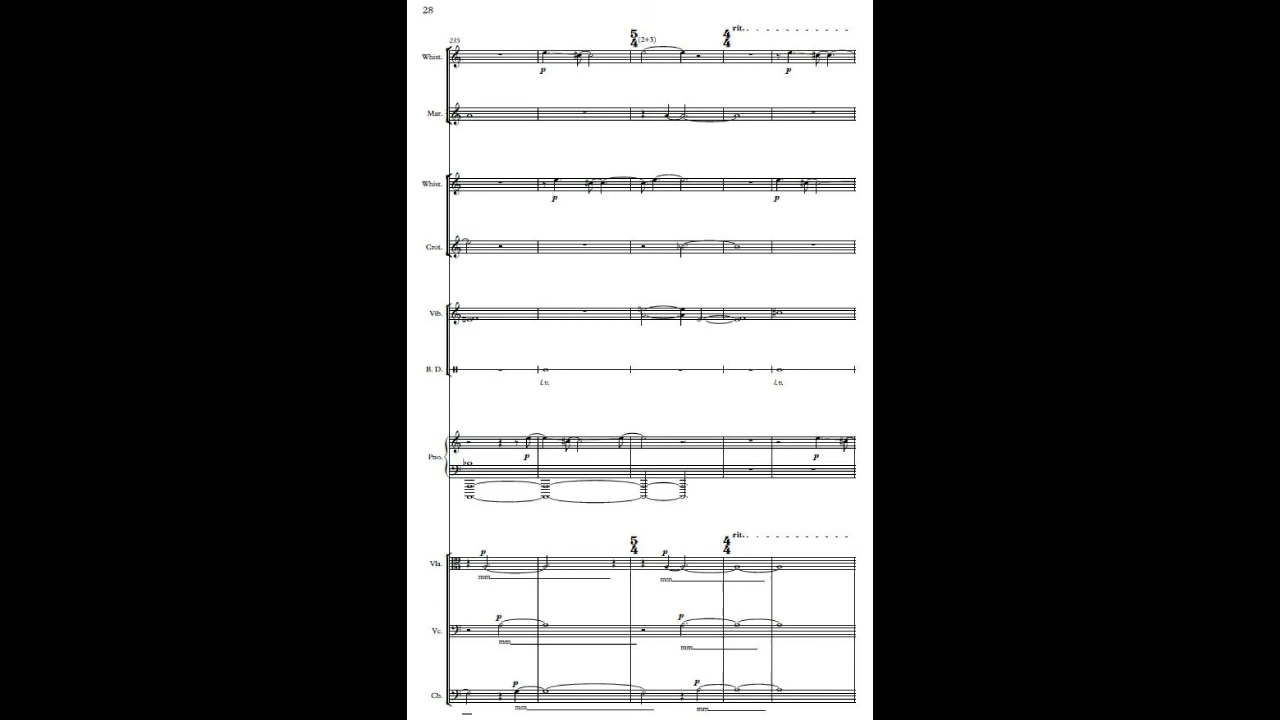 28
rit.
5
4
(2+3)
4
4
235
Whist.
p
p
Mar.
Whist.
p
p
Crot.
Vib.
B. D.
l.v.
l.v.
Pno.
p
p
5
4
4
4
rit.
p
p
Vla.
mm
mm
p
p
Vc.
mm
mm
p
p
Cb.
mm
mm